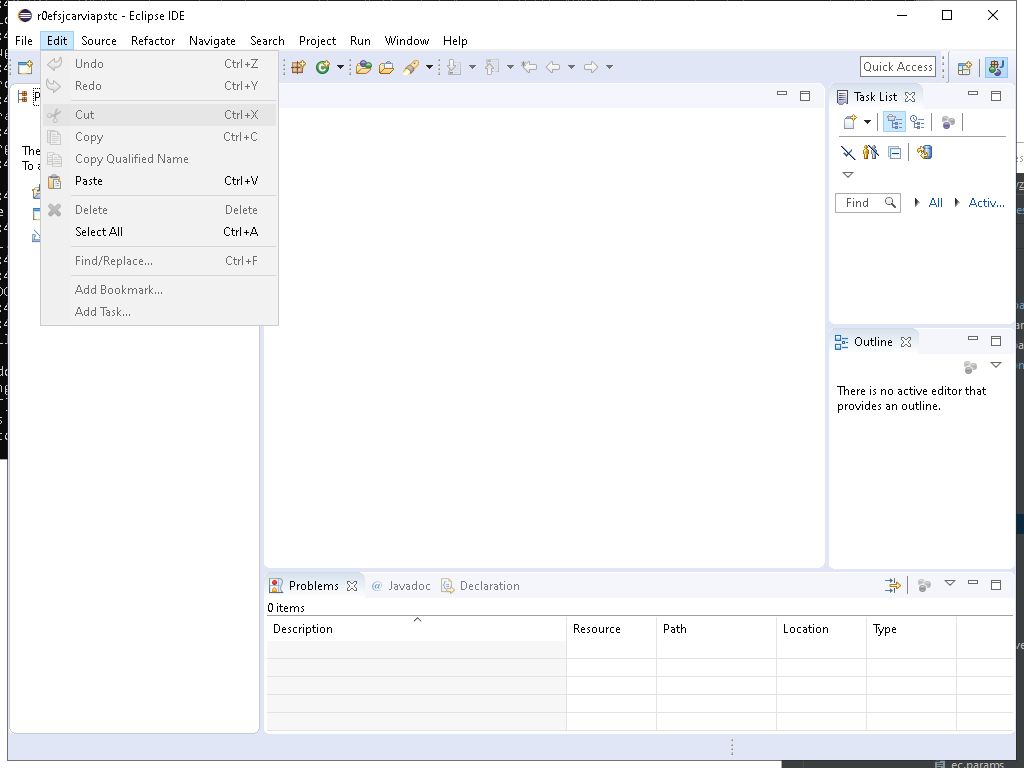 r0efsjcarviapstc - Eclipse IDE
File Edit Source Refactor Navigate Search Project Run Window Help
Quick Access
Undo Ctrl+Z
Redo Ctrl+Y
Cut Ctrl+X
Copy Ctrl+C
Copy Qualified Name
Paste Ctrl+V
Delete Delete
Select All Ctrl+A
Find/Replace... Ctrl+F
Add Bookmark...
Add Task...
The
To a
Task List
Find All Activ...
Outline
There is no active editor that
provides an outline.
Problems Javadoc Declaration
0 items
Description Resource Path Location Type
ec.params